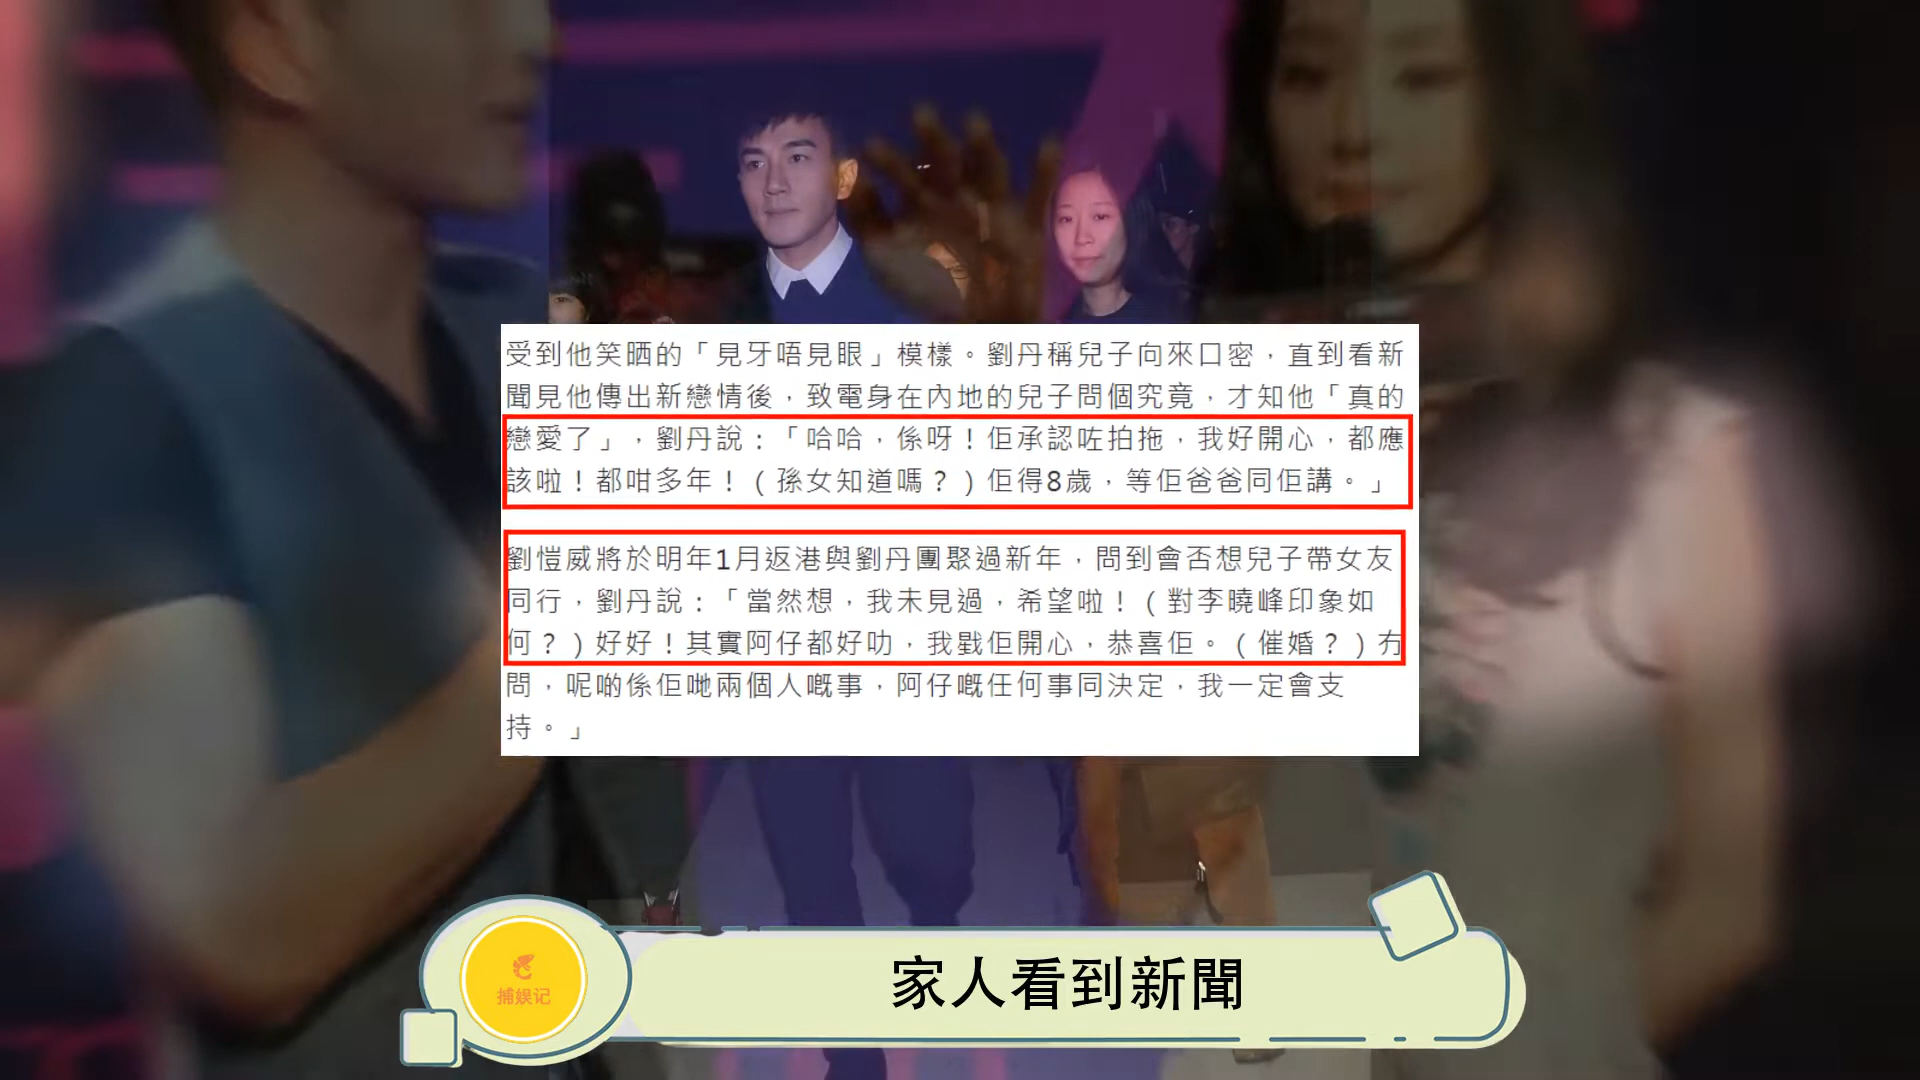 受到他笑晒的「見牙唔見眼」模樣。劉丹稱兒子向來口密，直到看新
聞見他傳出新戀情後，致電身在內地的兒子問個究竟，才知他「真的
戀愛了」，劉丹說：「哈哈，係呀！佢承認咗拍拖，我好開心，都應
該啦！都咁多年！（孫女知道嗎？）佢得8歲，等佢爸爸同佢講。」
劉愷威將於明年1月返港與劉丹團聚過新年，問到會否想兒子帶女友
同行，劉丹說：「當然想，我未見過，希望啦！（對李曉峰印象如
何？）好好！其實阿仔都好叻，我戥佢開心，恭喜佢。（催婚？）冇
問，呢啲係佢哋兩個人嘅事，阿仔嘅任何事同決定，我一定會支
持。」
捕娱记
家人看到新聞